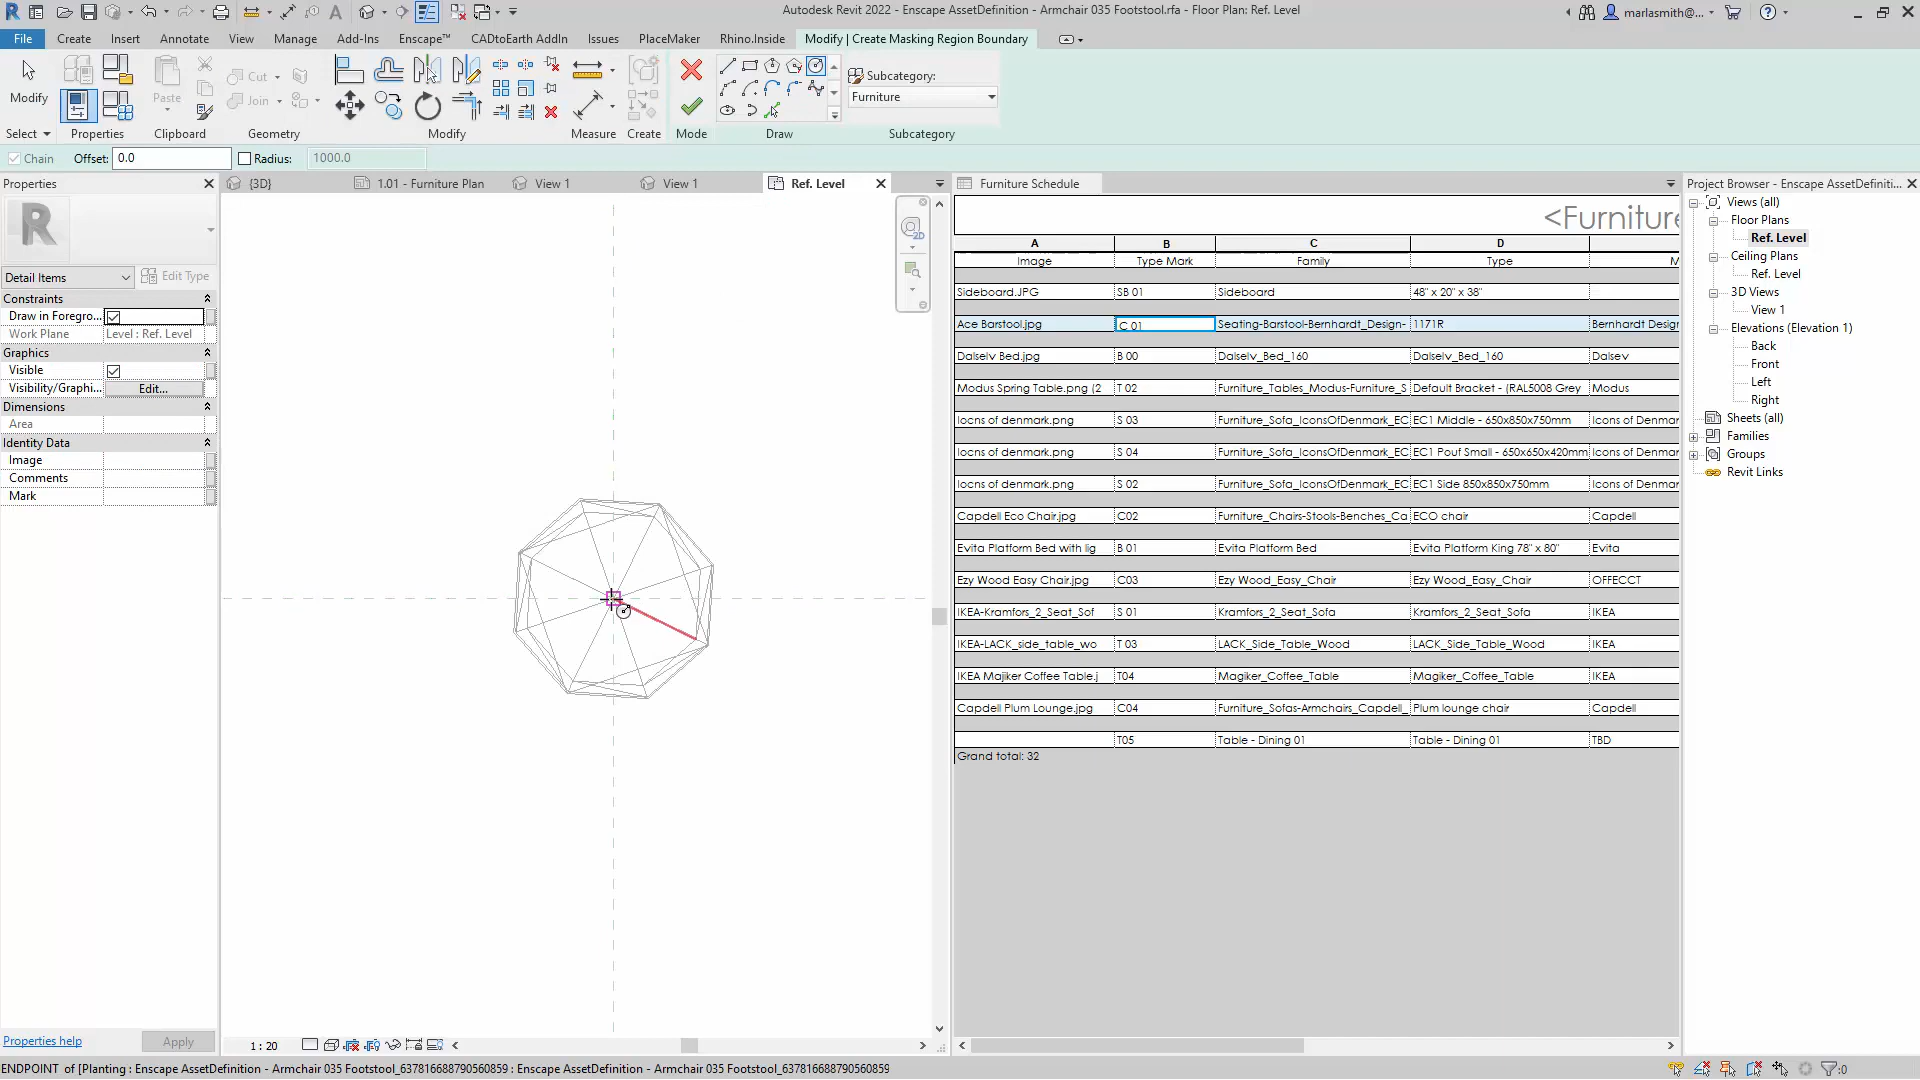 Autodesk Revit 2022 - Enscape AssetDefinition - Armchair 035 Footstool.rfa - Floor Plan: Ref. Level
marlasmith@...
File Create Insert Annotate View Manage Add-Ins Enscape™ CADtoEarth AddIn Issues PlaceMaker Rhino.Inside Modify | Create Masking Region Boundary
Modify
Paste
Cut
Join
Subcategory:
Furniture
Select Properties Clipboard Geometry Modify Measure Create Mode Draw Subcategory
Chain Offset: 0.0 Radius: 1000.0
Properties
{3D} 1.01 - Furniture Plan View 1 View 1 Ref. Level
Furniture Schedule
Project Browser - Enscape AssetDefiniti...
R
Detail Items Edit Type
Constraints
Draw in Foregro...
Work Plane Level : Ref. Level
Graphics
Visible
Visibility/Graphi... Edit...
Dimensions
Area
Identity Data
Image
Comments
Mark
Properties help Apply
2D
1 : 20
<Furniture
A B C D
Image Type Mark Family Type M
Sideboard.JPG SB 01 Sideboard 48" x 20" x 38"
Ace Barstool.jpg C 01 Seating-Barstool-Bernhardt_Design- 1171R Bernhardt Design
Dalselv Bed.jpg B 00 Dalselv_Bed_160 Dalselv_Bed_160 Dalsev
Modus Spring Table.png (2 T 02 Furniture_Tables_Modus-Furniture_S Default Bracket - (RAL5008 Grey Modus
Iocns of denmark.png S 03 Furniture_Sofa_IconsOfDenmark_EC EC1 Middle - 650x850x750mm Icons of Denmar
Iocns of denmark.png S 04 Furniture_Sofa_IconsOfDenmark_EC EC1 Pouf Small - 650x650x420mm Icons of Denmar
Iocns of denmark.png S 02 Furniture_Sofa_IconsOfDenmark_EC EC1 Side 850x850x750mm Icons of Denmar
Capdell Eco Chair.jpg C02 Furniture_Chairs-Stools-Benches_Ca ECO chair Capdell
Evita Platform Bed with lig B 01 Evita Platform Bed Evita Platform King 78" x 80" Evita
Ezy Wood Easy Chair.jpg C03 Ezy Wood_Easy_Chair Ezy Wood_Easy_Chair OFFECCT
IKEA-Kramfors_2_Seat_Sof S 01 Kramfors_2_Seat_Sofa Kramfors_2_Seat_Sofa IKEA
IKEA-LACK_side_table_wo T 03 LACK_Side_Table_Wood LACK_Side_Table_Wood IKEA
IKEA Majiker Coffee Table.j T04 Magiker_Coffee_Table Magiker_Coffee_Table IKEA
Capdell Plum Lounge.jpg C04 Furniture_Sofas-Armchairs_Capdell_ Plum lounge chair Capdell
T05 Table - Dining 01 Table - Dining 01 TBD
Grand total: 32
Views (all)
Floor Plans
Ref. Level
Ceiling Plans
Ref. Level
3D Views
View 1
Elevations (Elevation 1)
Back
Front
Left
Right
Sheets (all)
Families
Groups
Revit Links
ENDPOINT of [Planting : Enscape AssetDefinition - Armchair 035 Footstool_637816688790560859 : Enscape AssetDefinition - Armchair 035 Footstool_637816688790560859
:0